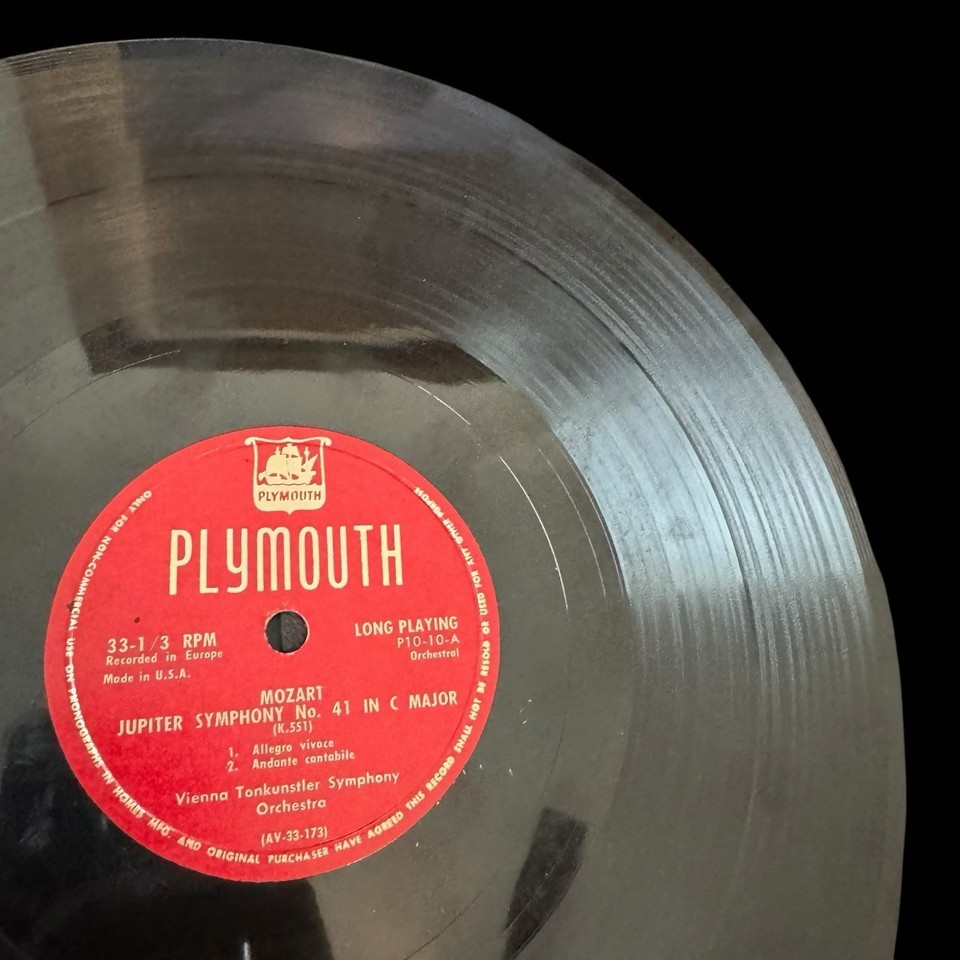 PLYMOUTH
PLYMOUTH
33-1/3 RPM
Recorded in Europe
Made in U.S.A.
LONG PLAYING
P10-10-A
Orchestral
MOZART
JUPITER SYMPHONY No. 41 IN C MAJOR
(K.551)
1. Allegro vivace
2. Andante cantabile
Vienna Tonkunstler Symphony
Orchestra
(AV-33-173)
ONLY FOR NON-COMMERCIAL USE ON PHONOGRAPHS IN HOMES MFG. AND ORIGINAL PURCHASER HAVE AGREED THIS RECORD SHALL NOT BE RESOLD OR USED FOR ANY OTHER PURPOSE